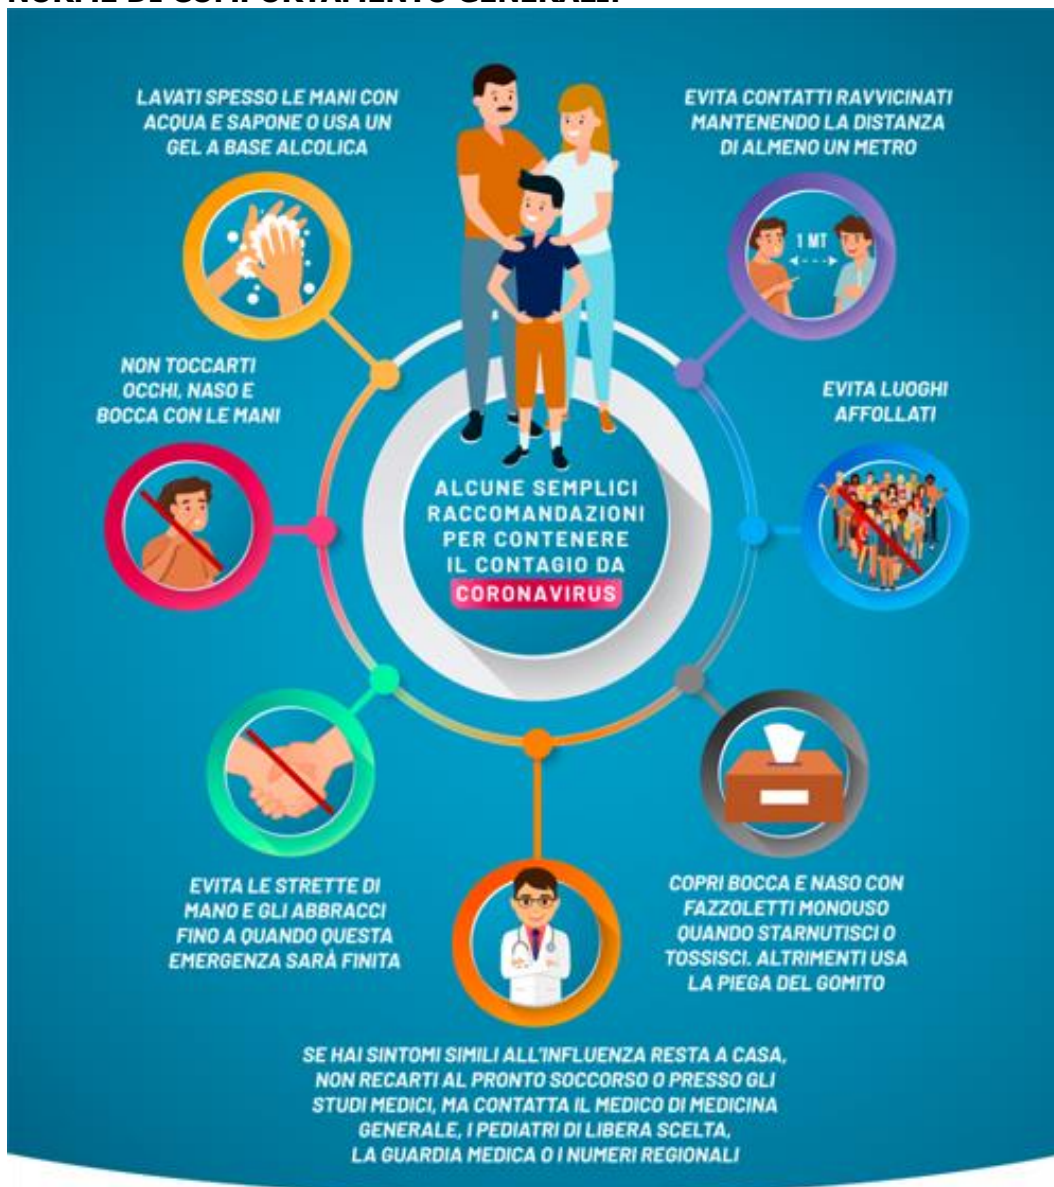 NORME DI COMPORTAMENTO GENERALI:
LAVATI SPESSO LE MANI CON
ACQUA E SAPONE O USA UN
GEL A BASE ALCOLICA
EVITA CONTATTI RAVVICINATI
MANTENENDO LA DISTANZA
DI ALMENO UN METRO
1 MT
NON TOCCARTI
OCCHI, NASO E
BOCCA CON LE MANI
EVITA LUOGHI
AFFOLLATI
ALCUNE SEMPLICI
RACCOMANDAZIONI
PER CONTENERE
IL CONTAGIO DA
CORONAVIRUS
EVITA LE STRETTE DI
MANO E GLI ABBRACCI
FINO A QUANDO QUESTA
EMERGENZA SARÀ FINITA
COPRI BOCCA E NASO CON
FAZZOLETTI MONOUSO
QUANDO STARNUTISCI O
TOSSISCI. ALTRIMENTI USA
LA PIEGA DEL GOMITO
SE HAI SINTOMI SIMILI ALL'INFLUENZA RESTA A CASA,
NON RECARTI AL PRONTO SOCCORSO O PRESSO GLI
STUDI MEDICI, MA CONTATTA IL MEDICO DI MEDICINA
GENERALE, I PEDIATRI DI LIBERA SCELTA,
LA GUARDIA MEDICA O I NUMERI REGIONALI